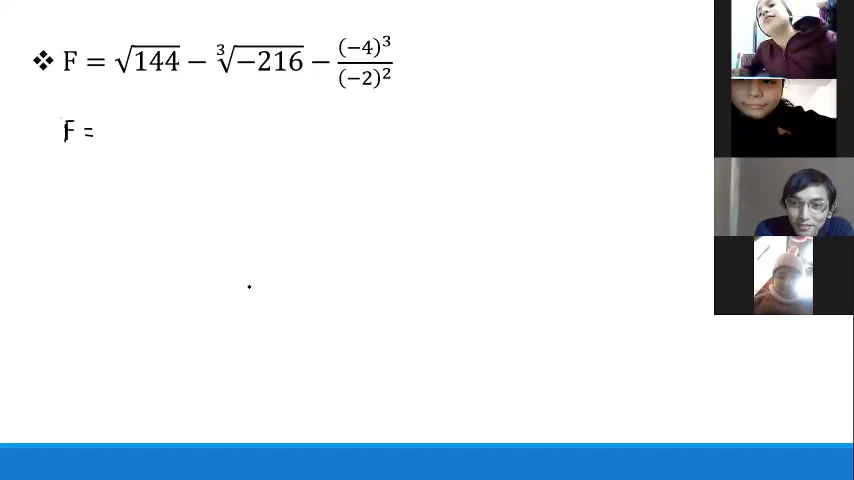 ❖ F = √144 − ∛−216 − (−4)³/(−2)²
F =